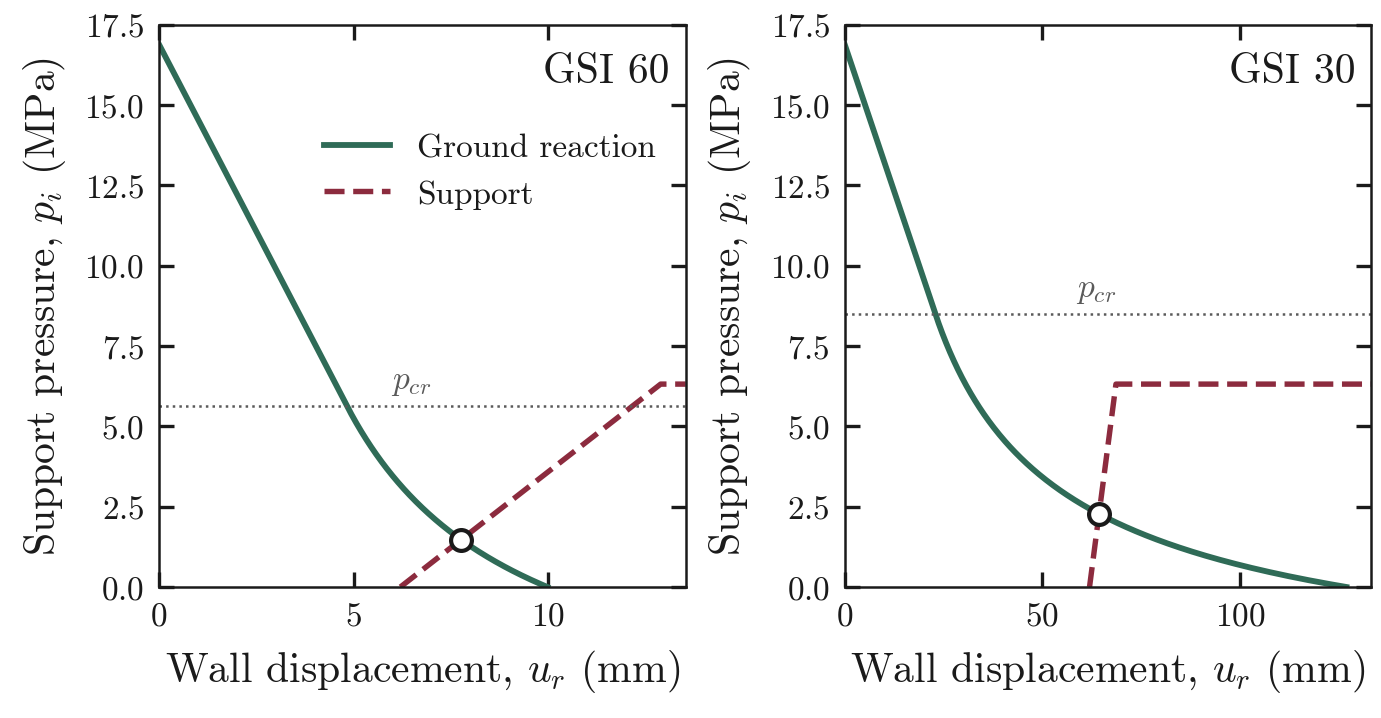 GSI 60
Ground reaction
Support
p_cr
17.5
15.0
12.5
10.0
7.5
5.0
2.5
0.0
0
5
10
Support pressure, p_i (MPa)
Wall displacement, u_r (mm)
GSI 30
p_cr
17.5
15.0
12.5
10.0
7.5
5.0
2.5
0.0
0
50
100
Support pressure, p_i (MPa)
Wall displacement, u_r (mm)